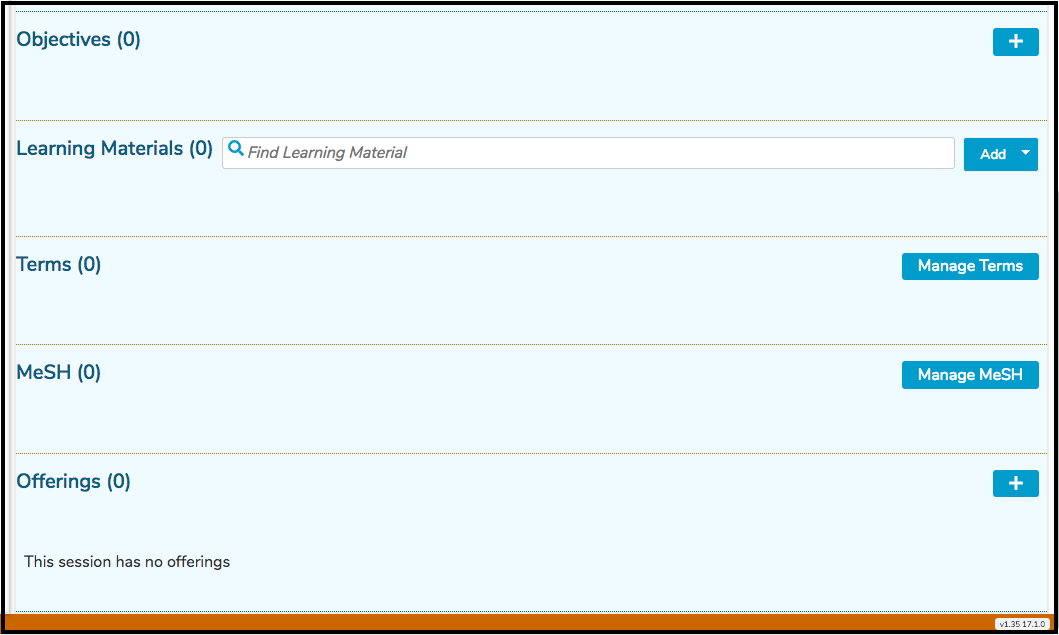 Objectives (0)
Learning Materials (0) Find Learning Material Add
Terms (0) Manage Terms
MeSH (0) Manage MeSH
Offerings (0)
This session has no offerings
v1.35 17.1.0